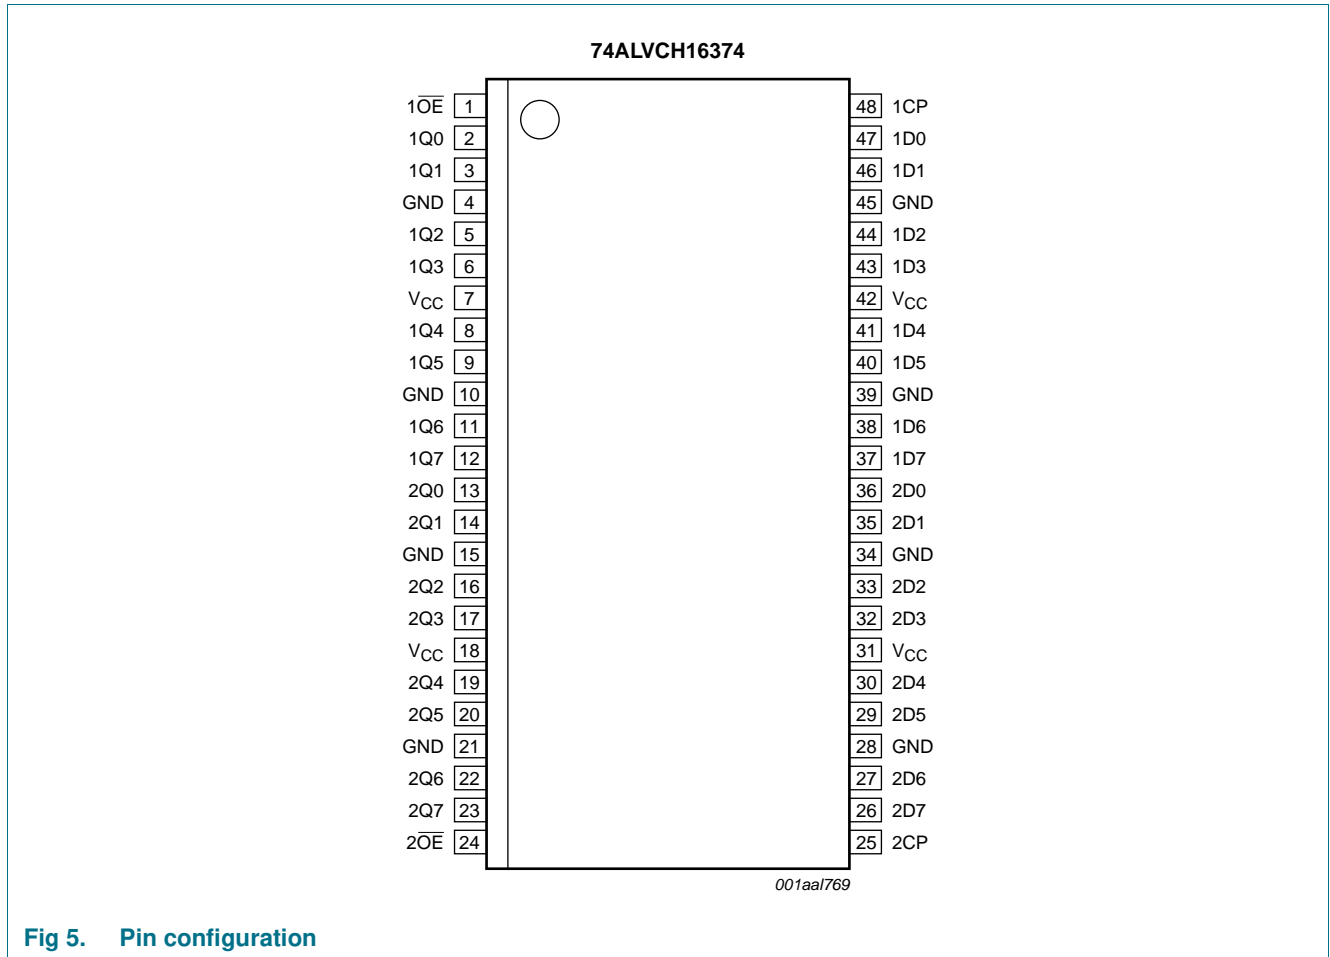 74ALVCH16374
1O̅E̅ 1 48 1CP
1Q0 2 47 1D0
1Q1 3 46 1D1
GND 4 45 GND
1Q2 5 44 1D2
1Q3 6 43 1D3
VCC 7 42 VCC
1Q4 8 41 1D4
1Q5 9 40 1D5
GND 10 39 GND
1Q6 11 38 1D6
1Q7 12 37 1D7
2Q0 13 36 2D0
2Q1 14 35 2D1
GND 15 34 GND
2Q2 16 33 2D2
2Q3 17 32 2D3
VCC 18 31 VCC
2Q4 19 30 2D4
2Q5 20 29 2D5
GND 21 28 GND
2Q6 22 27 2D6
2Q7 23 26 2D7
2O̅E̅ 24 25 2CP
001aal769
Fig 5. Pin configuration